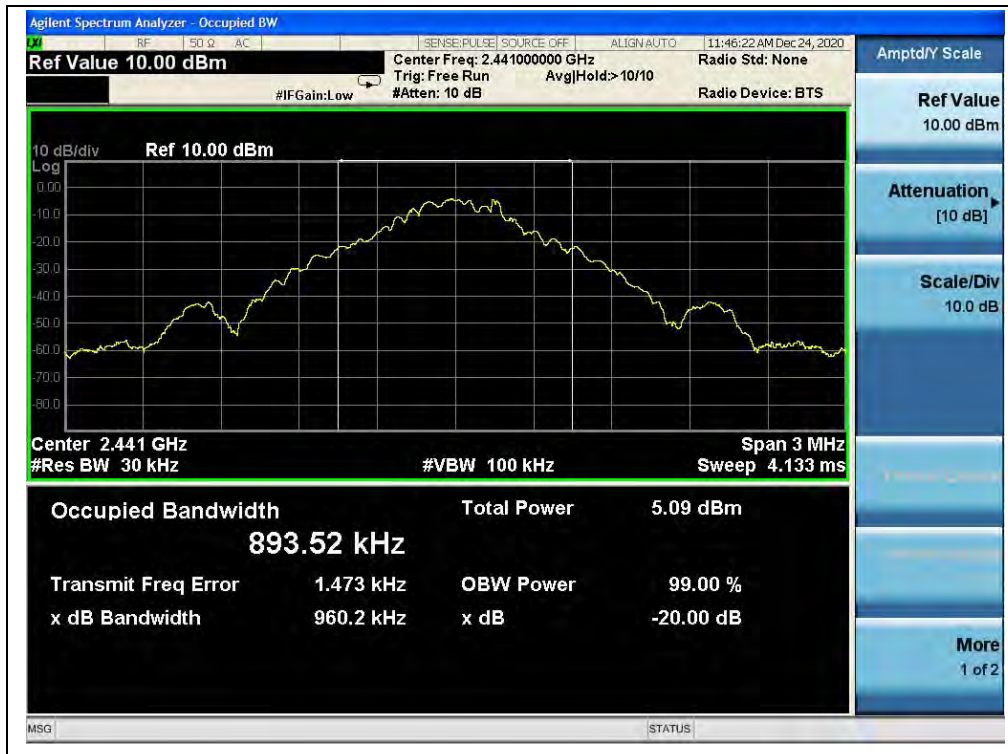 Agilent Spectrum Analyzer - Occupied BW
LXI RF 50 Ω AC SENSE:PULSE SOURCE OFF ALIGN AUTO 11:46:22 AM Dec 24, 2020
Ref Value 10.00 dBm
Center Freq: 2.441000000 GHz
Radio Std: None
Trig: Free Run Avg|Hold:> 10/10
#IFGain:Low
#Atten: 10 dB
Radio Device: BTS
10 dB/div Ref 10.00 dBm
Log
0.00
-10.0
-20.0
-30.0
-40.0
-50.0
-60.0
-70.0
-80.0
Center 2.441 GHz
Span 3 MHz
#Res BW 30 kHz
#VBW 100 kHz
Sweep 4.133 ms
Occupied Bandwidth
Total Power 5.09 dBm
893.52 kHz
Transmit Freq Error 1.473 kHz
OBW Power 99.00 %
x dB Bandwidth 960.2 kHz
x dB -20.00 dB
MSG
STATUS
Amptd/Y Scale
Ref Value
10.00 dBm
Attenuation
[10 dB]
Scale/Div
10.0 dB
More
1 of 2